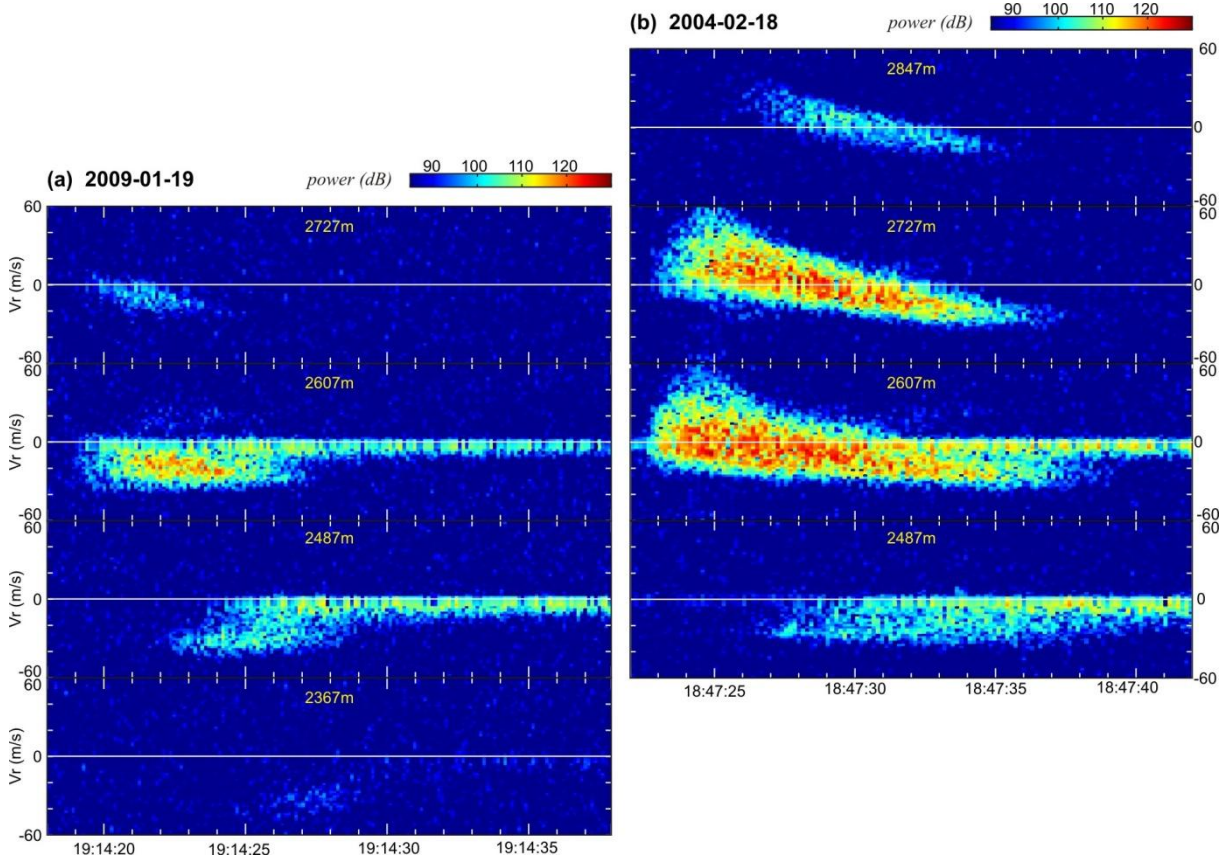 (a) 2009-01-19 power (dB) 90 100 110 120
60 2727m
Vr (m/s) 0
-60
60 2607m
Vr (m/s) 0
-60
60 2487m
Vr (m/s) 0
-60
60 2367m
Vr (m/s) 0
-60
19:14:20 19:14:25 19:14:30 19:14:35
(b) 2004-02-18 power (dB) 90 100 110 120
2847m 60
0
-60
2727m 60
0
-60
2607m 60
0
-60
2487m 60
0
-60
18:47:25 18:47:30 18:47:35 18:47:40